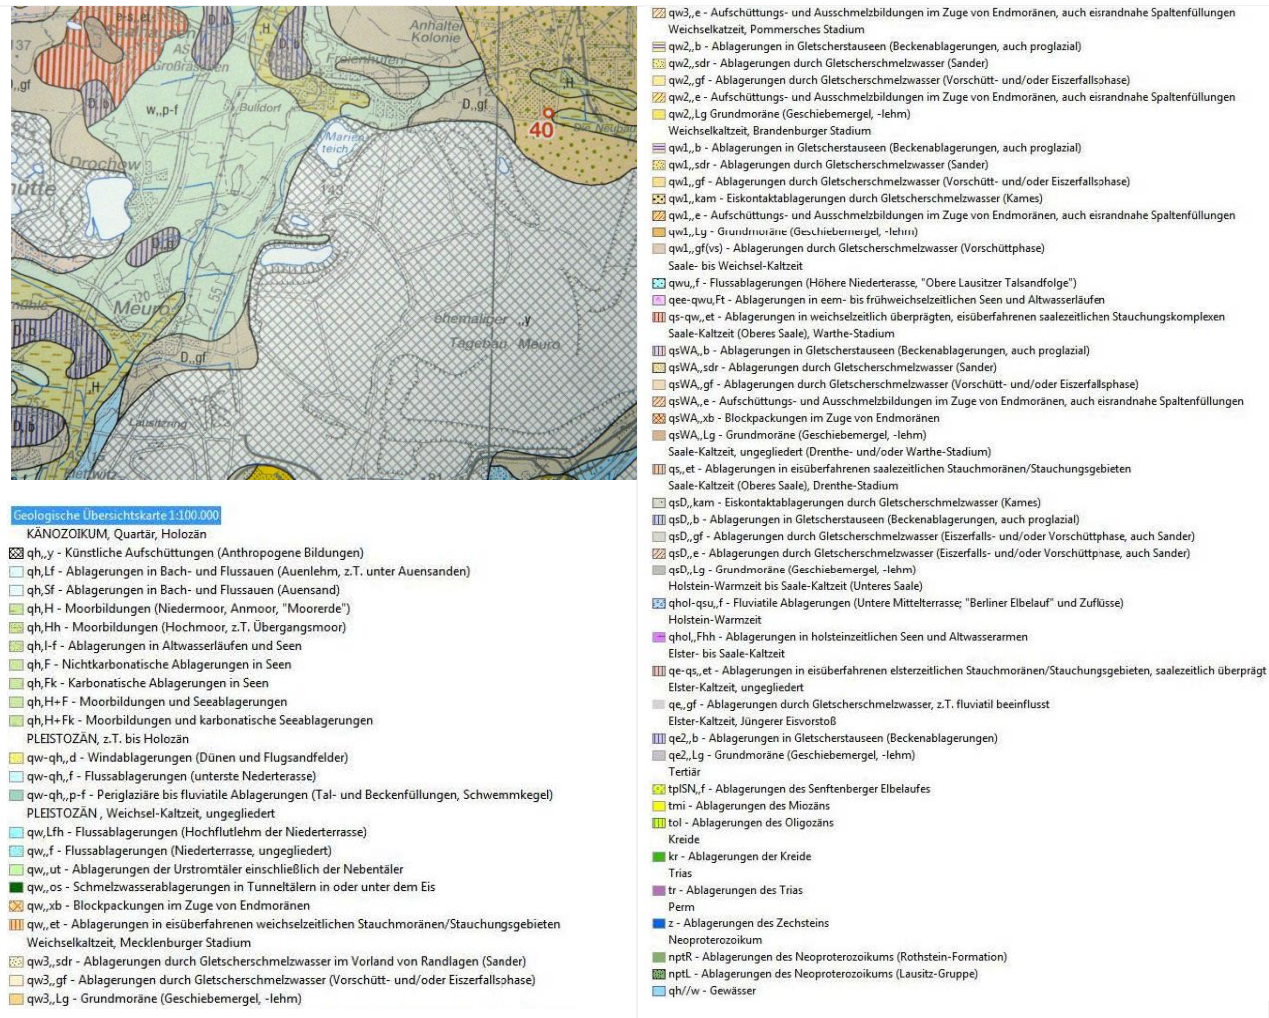 137
e-s,,et
Saalhausen
AS
Großräschen
,H
D,,b
Anhalter
Kolonie
Freienhufen
,,gf
D,,b
w,,p-f
Bulldorf
D,,gf
,H
40
Die Neubau
Marien
teich
Drochow
hütte
143
D,,b
mühle
120
Meuro
L 55
ehemaliger ,,y
Tagebau Meuro
D,,b
D,,gf
,H
Lausitzring
D,,b
Geologische Übersichtskarte 1:100.000
KÄNOZOIKUM, Quartär, Holozän
qh,,y - Künstliche Aufschüttungen (Anthropogene Bildungen)
qh,Lf - Ablagerungen in Bach- und Flussauen (Auenlehm, z.T. unter Auensanden)
qh,Sf - Ablagerungen in Bach- und Flussauen (Auensand)
qh,H - Moorbildungen (Niedermoor, Anmoor, "Moorerde")
qh,Hh - Moorbildungen (Hochmoor, z.T. Übergangsmoor)
qh,l-f - Ablagerungen in Altwasserläufen und Seen
qh,F - Nichtkarbonatische Ablagerungen in Seen
qh,Fk - Karbonatische Ablagerungen in Seen
qh,H+F - Moorbildungen und Seeablagerungen
qh,H+Fk - Moorbildungen und karbonatische Seeablagerungen
PLEISTOZÄN, z.T. bis Holozän
qw-qh,,d - Windablagerungen (Dünen und Flugsandfelder)
qw-qh,,f - Flussablagerungen (unterste Nederterasse)
qw-qh,,p-f - Periglaziäre bis fluviatile Ablagerungen (Tal- und Beckenfüllungen, Schwemmkegel)
PLEISTOZÄN , Weichsel-Kaltzeit, ungegliedert
qw,Lfh - Flussablagerungen (Hochflutlehm der Niederterrasse)
qw,,f - Flussablagerungen (Niederterrasse, ungegliedert)
qw,,ut - Ablagerungen der Urstromtäler einschließlich der Nebentäler
qw,,os - Schmelzwasserablagerungen in Tunneltälern in oder unter dem Eis
qw,,xb - Blockpackungen im Zuge von Endmoränen
qw,,et - Ablagerungen in eisüberfahrenen weichselzeitlichen Stauchmoränen/Stauchungsgebieten
Weichselkaltzeit, Mecklenburger Stadium
qw3,,sdr - Ablagerungen durch Gletscherschmelzwasser im Vorland von Randlagen (Sander)
qw3,,gf - Ablagerungen durch Gletscherschmelzwasser (Vorschütt- und/oder Eiszerfallsphase)
qw3,,Lg - Grundmoräne (Geschiebemergel, -lehm)
qw3,,e - Aufschüttungs- und Ausschmelzbildungen im Zuge von Endmoränen, auch eisrandnahe Spaltenfüllungen
Weichselkatzeit, Pommersches Stadium
qw2,,b - Ablagerungen in Gletscherstauseen (Beckenablagerungen, auch proglazial)
qw2,,sdr - Ablagerungen durch Gletscherschmelzwasser (Sander)
qw2,,gf - Ablagerungen durch Gletscherschmelzwasser (Vorschütt- und/oder Eiszerfallsphase)
qw2,,e - Aufschüttungs- und Ausschmelzbildungen im Zuge von Endmoränen, auch eisrandnahe Spaltenfüllungen
qw2,,Lg Grundmoräne (Geschiebemergel, -lehm)
Weichselkaltzeit, Brandenburger Stadium
qw1,,b - Ablagerungen in Gletscherstauseen (Beckenablagerungen, auch proglazial)
qw1,,sdr - Ablagerungen durch Gletscherschmelzwasser (Sander)
qw1,,gf - Ablagerungen durch Gletscherschmelzwasser (Vorschütt- und/oder Eiszerfallsphase)
qw1,,kam - Eiskontaktablagerungen durch Gletscherschmelzwasser (Kames)
qw1,,e - Aufschüttungs- und Ausschmelzbildungen im Zuge von Endmoränen, auch eisrandnahe Spaltenfüllungen
qw1,,Lg - Grundmoräne (Geschiebemergel, -lehm)
qw1,,gf(vs) - Ablagerungen durch Gletscherschmelzwasser (Vorschüttphase)
Saale- bis Weichsel-Kaltzeit
qwu,,f - Flussablagerungen (Höhere Niederterasse, "Obere Lausitzer Talsandfolge")
qee-qwu,Ft - Ablagerungen in eem- bis frühweichselzeitlichen Seen und Altwasserläufen
qs-qw,,et - Ablagerungen in weichselzeitlich überprägten, eisüberfahrenen saalezeitlichen Stauchungskomplexen
Saale-Kaltzeit (Oberes Saale), Warthe-Stadium
qsWA,,b - Ablagerungen in Gletscherstauseen (Beckenablagerungen, auch proglazial)
qsWA,,sdr - Ablagerungen durch Gletscherschmelzwasser (Sander)
qsWA,,gf - Ablagerungen durch Gletscherschmelzwasser (Vorschütt- und/oder Eiszerfallsphase)
qsWA,,e - Aufschüttungs- und Ausschmelzbildungen im Zuge von Endmoränen, auch eisrandnahe Spaltenfüllungen
qsWA,,xb - Blockpackungen im Zuge von Endmoränen
qsWA,,Lg - Grundmoräne (Geschiebemergel, -lehm)
Saale-Kaltzeit, ungegliedert (Drenthe- und/oder Warthe-Stadium)
qs,,et - Ablagerungen in eisüberfahrenen saalezeitlichen Stauchmoränen/Stauchungsgebieten
Saale-Kaltzeit (Oberes Saale), Drenthe-Stadium
qsD,,kam - Eiskontaktablagerungen durch Gletscherschmelzwasser (Kames)
qsD,,b - Ablagerungen in Gletscherstauseen (Beckenablagerungen, auch proglazial)
qsD,,gf - Ablagerungen durch Gletscherschmelzwasser (Eiszerfalls- und/oder Vorschüttphase, auch Sander)
qsD,,e - Ablagerungen durch Gletscherschmelzwasser (Eiszerfalls- und/oder Vorschüttphase, auch Sander)
qsD,,Lg - Grundmoräne (Geschiebemergel, -lehm)
Holstein-Warmzeit bis Saale-Kaltzeit (Unteres Saale)
qhol-qsu,,f - Fluviatile Ablagerungen (Untere Mittelterrasse; "Berliner Elbelauf" und Zuflüsse)
Holstein-Warmzeit
qhol,,Fhh - Ablagerungen in holsteinzeitlichen Seen und Altwasserarmen
Elster- bis Saale-Kaltzeit
qe-qs,,et - Ablagerungen in eisüberfahrenen elsterzeitlichen Stauchmoränen/Stauchungsgebieten, saalezeitlich überprägt
Elster-Kaltzeit, ungegliedert
qe,,gf - Ablagerungen durch Gletscherschmelzwasser, z.T. fluviatil beeinflusst
Elster-Kaltzeit, Jüngerer Eisvorstoß
qe2,,b - Ablagerungen in Gletscherstauseen (Beckenablagerungen)
qe2,,Lg - Grundmoräne (Geschiebemergel, -lehm)
Tertiär
tplSN,,f - Ablagerungen des Senftenberger Elbelaufes
tmi - Ablagerungen des Miozäns
tol - Ablagerungen des Oligozäns
Kreide
kr - Ablagerungen der Kreide
Trias
tr - Ablagerungen des Trias
Perm
z - Ablagerungen des Zechsteins
Neoproterozoikum
nptR - Ablagerungen des Neoproterozoikums (Rothstein-Formation)
nptL - Ablagerungen des Neoproterozoikums (Lausitz-Gruppe)
qh//w - Gewässer